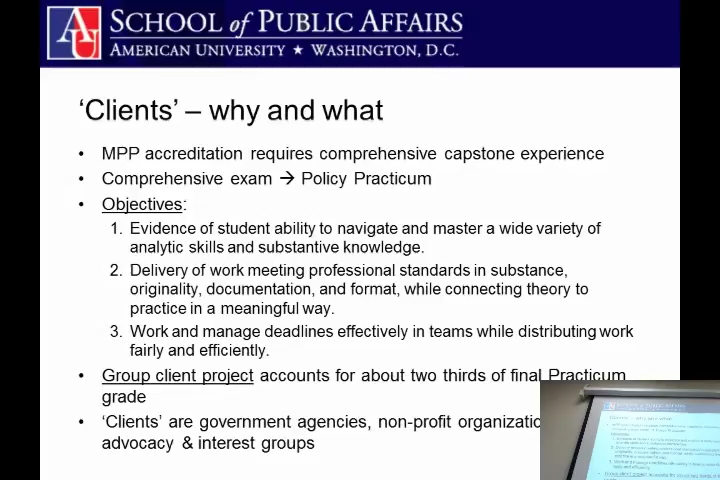 AU
SCHOOL of PUBLIC AFFAIRS
AMERICAN UNIVERSITY ★ WASHINGTON, D.C.
‘Clients’ – why and what
• MPP accreditation requires comprehensive capstone experience
• Comprehensive exam → Policy Practicum
• Objectives:
1. Evidence of student ability to navigate and master a wide variety of
analytic skills and substantive knowledge.
2. Delivery of work meeting professional standards in substance,
originality, documentation, and format, while connecting theory to
practice in a meaningful way.
3. Work and manage deadlines effectively in teams while distributing work
fairly and efficiently.
• Group client project accounts for about two thirds of final Practicum
grade
• ‘Clients’ are government agencies, non-profit
advocacy & interest groups
SCHOOL of PUBLIC AFFAIRS